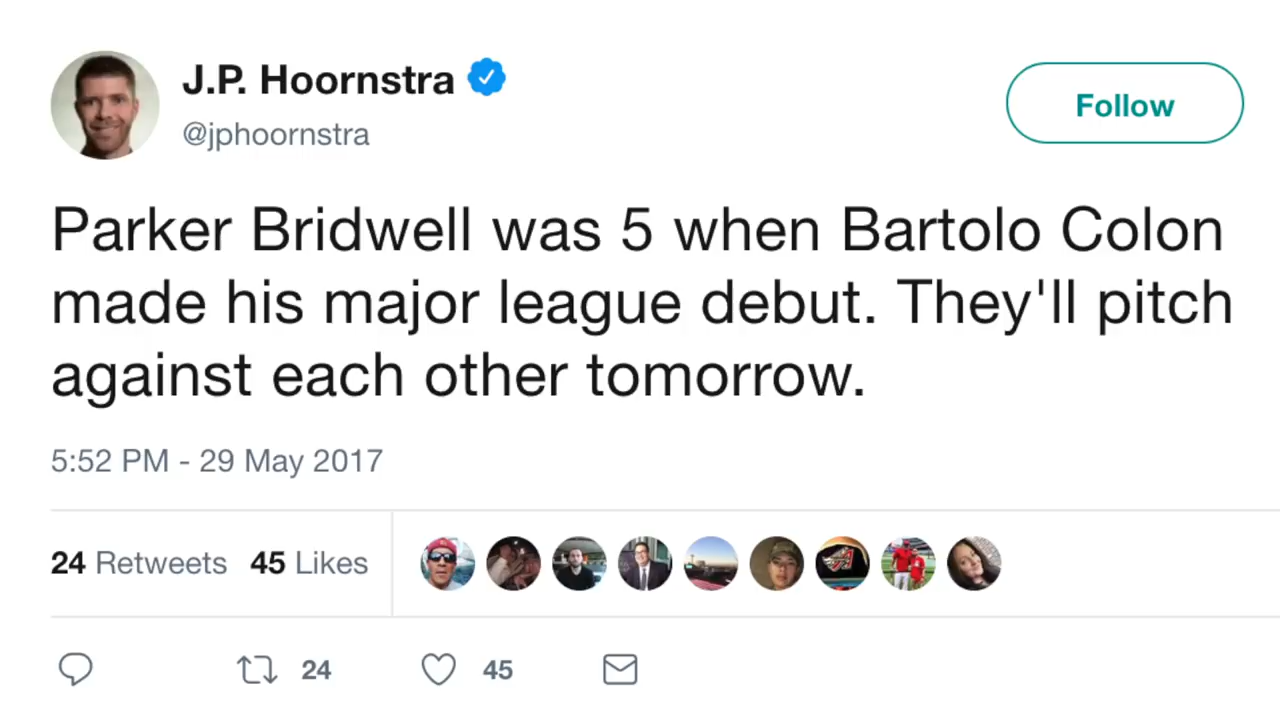 J.P. Hoornstra
Follow
@jphoornstra
Parker Bridwell was 5 when Bartolo Colon
made his major league debut. They'll pitch
against each other tomorrow.
5:52 PM - 29 May 2017
24 Retweets 45 Likes
24 45